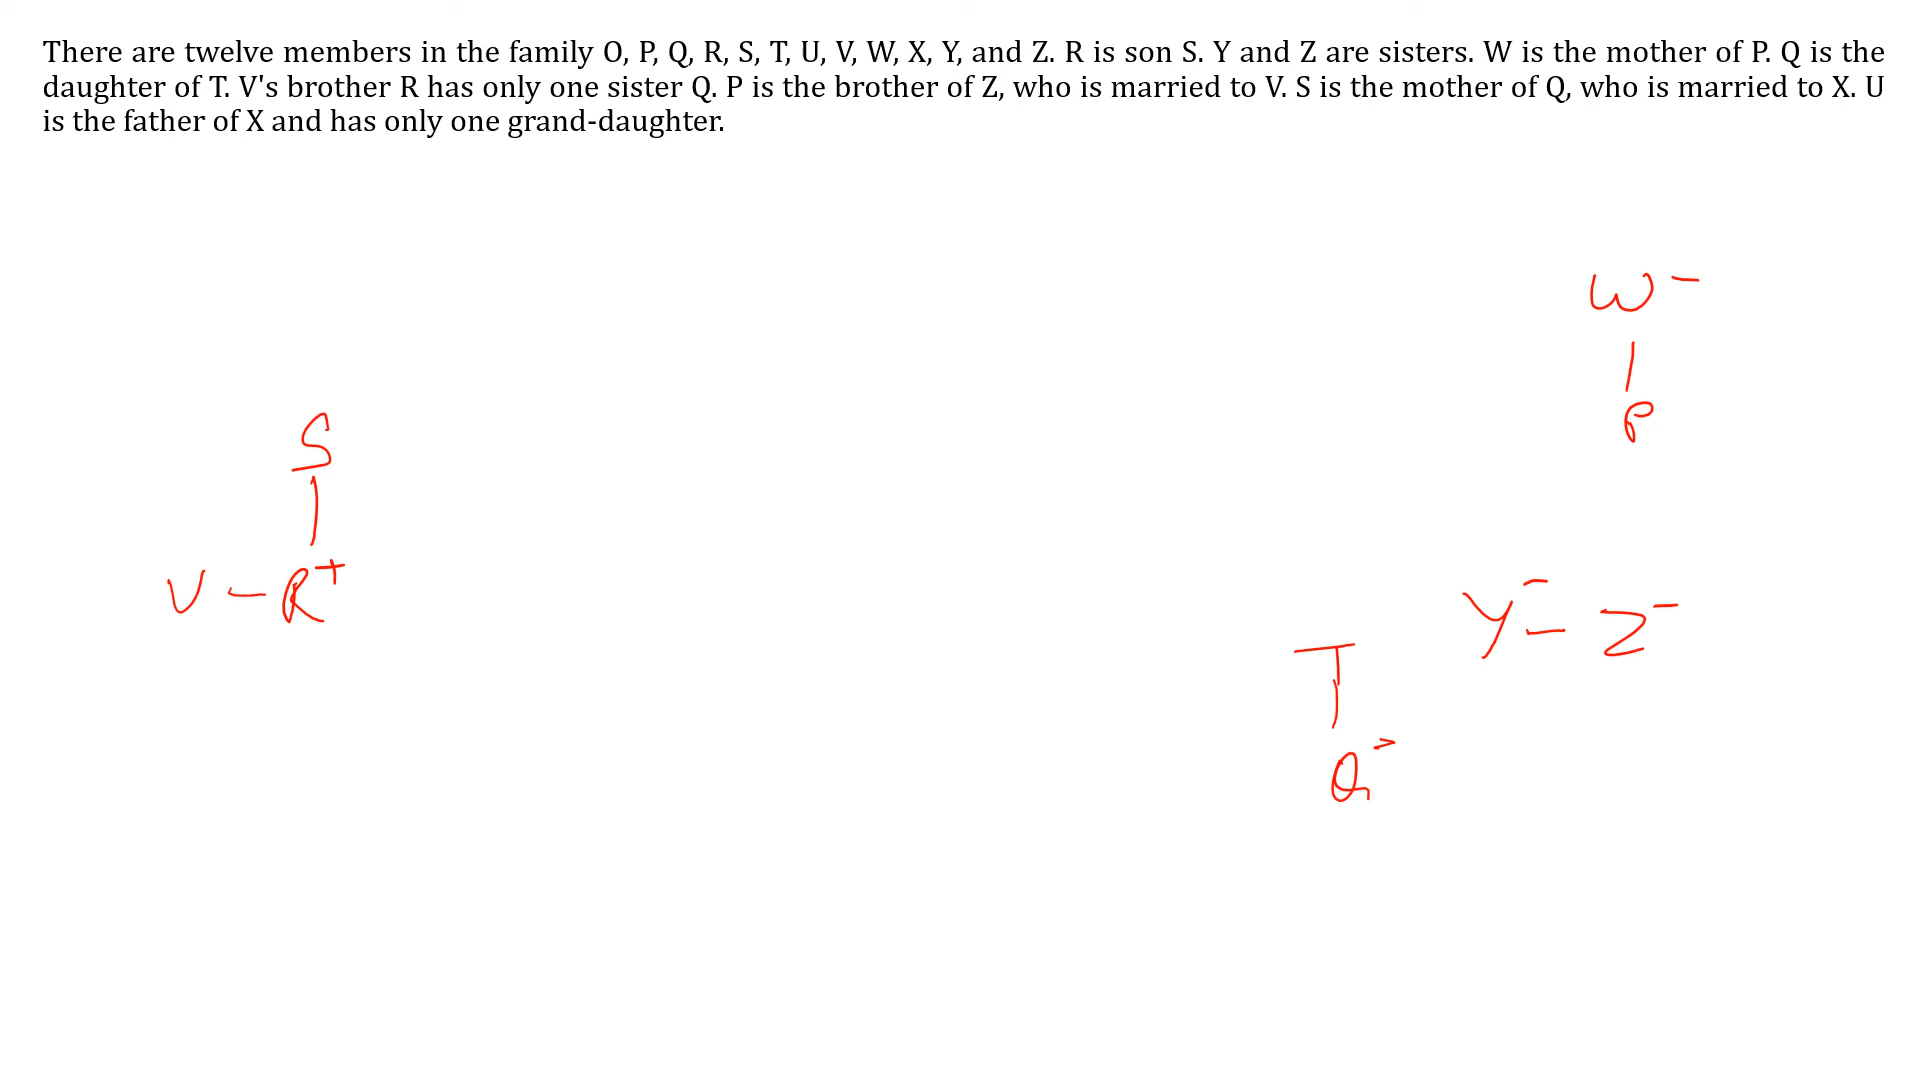 There are twelve members in the family O, P, Q, R, S, T, U, V, W, X, Y, and Z. R is son S. Y and Z are sisters. W is the mother of P. Q is the
daughter of T. V's brother R has only one sister Q. P is the brother of Z, who is married to V. S is the mother of Q, who is married to X. U
is the father of X and has only one grand-daughter.
W -
P
S
V - R +
Y - - Z -
T
Q -